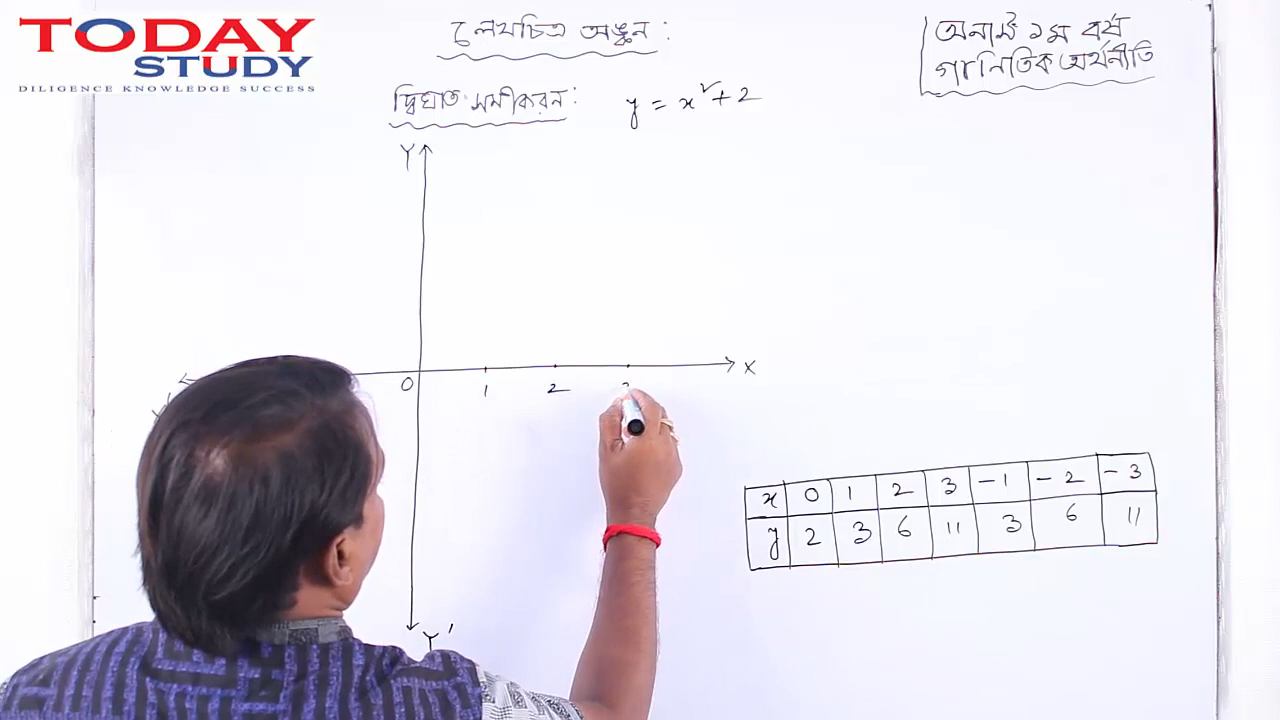 TODAY
STUDY
DILIGENCE KNOWLEDGE SUCCESS
লেখচিত্র অঙ্কন :
অনার্স ১ম বর্ষ
গাণিতিক অর্থনীতি
দ্বিঘাত সমীকরন : y = x² + 2
Y
X
0 1 2
Y'
x 0 1 2 3 -1 -2 -3
y 2 3 6 11 3 6 11